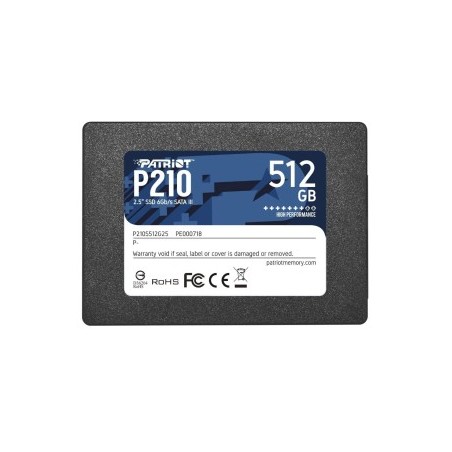 PATRIOT
P210
2.5" SSD 6Gb/s SATA III
512
GB
HIGH PERFORMANCE
P210S512G25 PE000718
P.
Warranty void if seal, label or cover is damaged or removed.
patriotmemory.com
RoHS FC CE